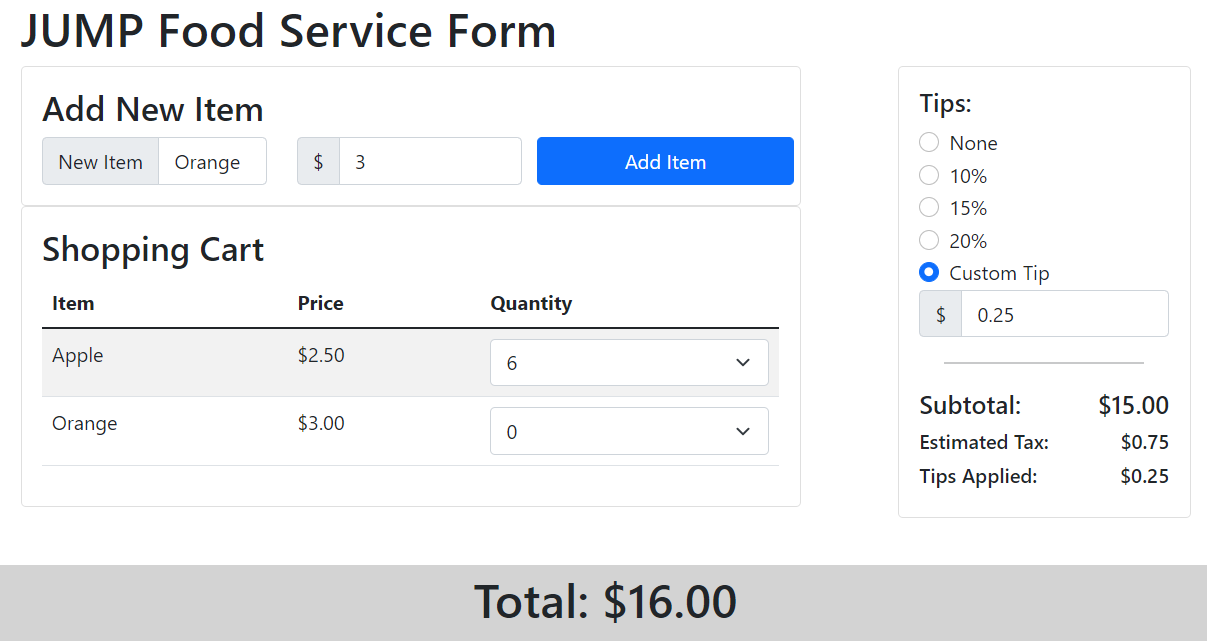 JUMP Food Service Form
Add New Item
New Item Orange $ 3 Add Item
Shopping Cart
Item Price Quantity
Apple $2.50 6
Orange $3.00 0
Tips:
None
10%
15%
20%
Custom Tip
$ 0.25
Subtotal: $15.00
Estimated Tax: $0.75
Tips Applied: $0.25
Total: $16.00